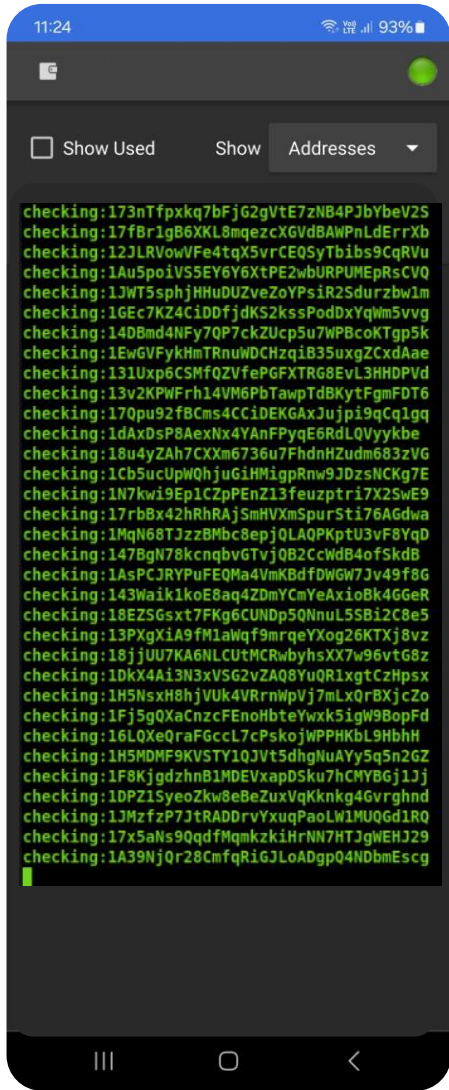 11:24
Vo)) LTE 93%
Show Used Show Addresses
checking:173nTfpxkq7bFjG2gVtE7zNB4PJbYbeV2S
checking:17fBr1gB6XKL8mqezcXGVdBAWPnLdErrXb
checking:12JLRVowVFe4tqX5vrCEQSyTbibs9CqRVu
checking:1Au5poiVS5EY6Y6XtPE2wbURPUMEpRsCVQ
checking:1JWT5sphjHHuDUZveZoYPsiR2Sdurzbw1m
checking:1GEc7KZ4CiDDfjdKS2kssPodDxYqWm5vvg
checking:14DBmd4NFy7QP7ckZUcp5u7WPBcoKTgp5k
checking:1EwGVFykHmTRnuWDCHzqiB35uxgZCxdAae
checking:131Uxp6CSMfQZVfePGFXTRG8EvL3HHDPVd
checking:13v2KPWFrh14VM6PbTawpTdBKytFgmFDT6
checking:17Qpu92fBCms4CCiDEKGAxJujpi9qCq1gq
checking:1dAxDsP8AexNx4YAnFPyqE6RdLQVyykbe
checking:18u4yZAh7CXXm6736u7FhdnHZudm683zVG
checking:1Cb5ucUpWQhjuGiHMigpRnw9JDzsNCKg7E
checking:1N7kwi9Ep1CZpPEnZ13feuzptri7X2SwE9
checking:17rbBx42hRhRAjSmHVXmSpurSti76AGdwa
checking:1MqN68TJzzBMbc8epjQLAQPKptU3vF8YqD
checking:147BgN78kcnqbvGTvjQB2CcWdB4ofSkdB
checking:1AsPCJRYPuFEQMa4VmKBdfDWGW7Jv49f8G
checking:143Waik1koE8aq4ZDmYCmYeAxioBk4GGeR
checking:18EZSGsxt7FKg6CUNDp5QNnuL5SBi2C8e5
checking:13PXgXiA9fM1aWqf9mrqeYXog26KTXj8vz
checking:18jjUU7KA6NLCUtMCRwbyhsXX7w96vtG8z
checking:1DkX4Ai3N3xVSG2vZAQ8YuQR1xgtCzHpsx
checking:1H5NsxH8hjVUk4VRrnWpVj7mLxQrBXjcZo
checking:1Fj5gQXaCnzcFEnoHbteYwxk5igW9BopFd
checking:16LQXeQraFGccL7cPskojWPPHKbL9HbhH
checking:1H5MDMF9KVSTY1QJVt5dhgNuAYy5q5n2GZ
checking:1F8KjgdzhnB1MDEVxapDSku7hCMYBGj1Jj
checking:1DPZ1SyeoZkw8eBeZuxVqKknkg4Gvrghnd
checking:1JMzfzP7JtRADDrvYxuqPaoLW1MUQGd1RQ
checking:17x5aNs9QqdfMqmkzkiHrNN7HTJgWEHJ29
checking:1A39NjQr28CmfqRiGJLoADgpQ4NDbmEscg